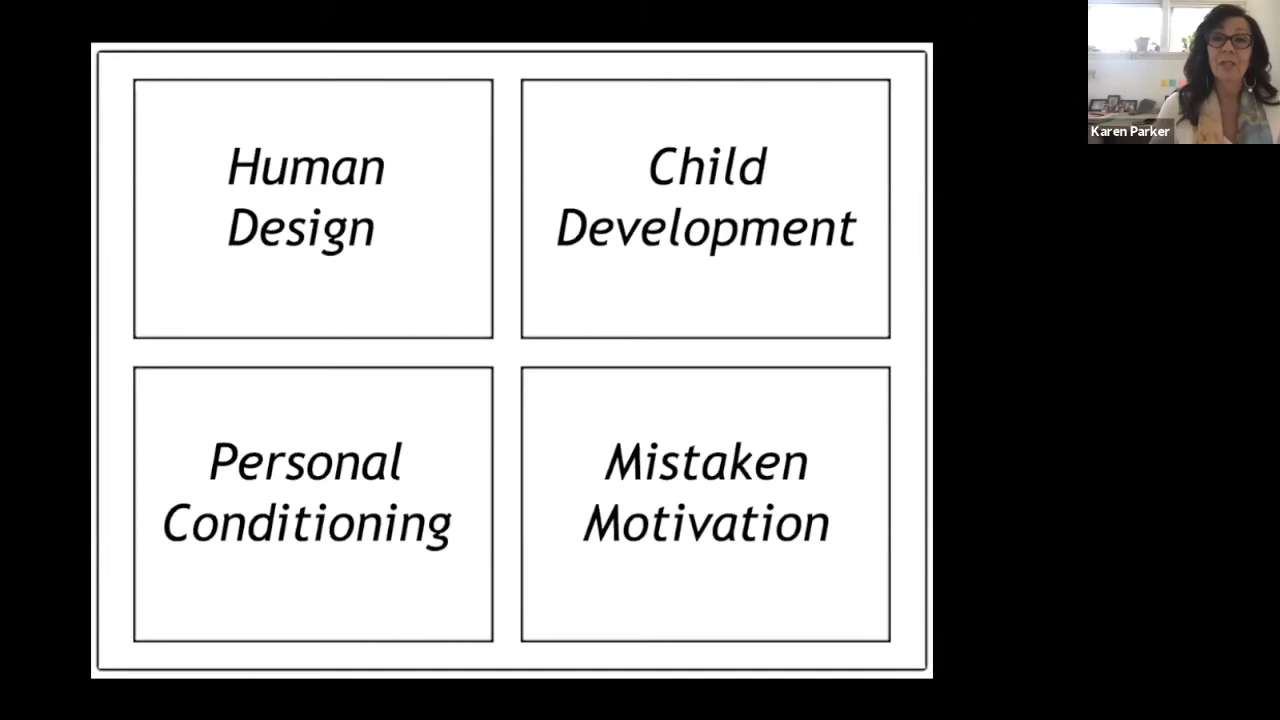 Human
Design
Child
Development
Personal
Conditioning
Mistaken
Motivation
Karen Parker